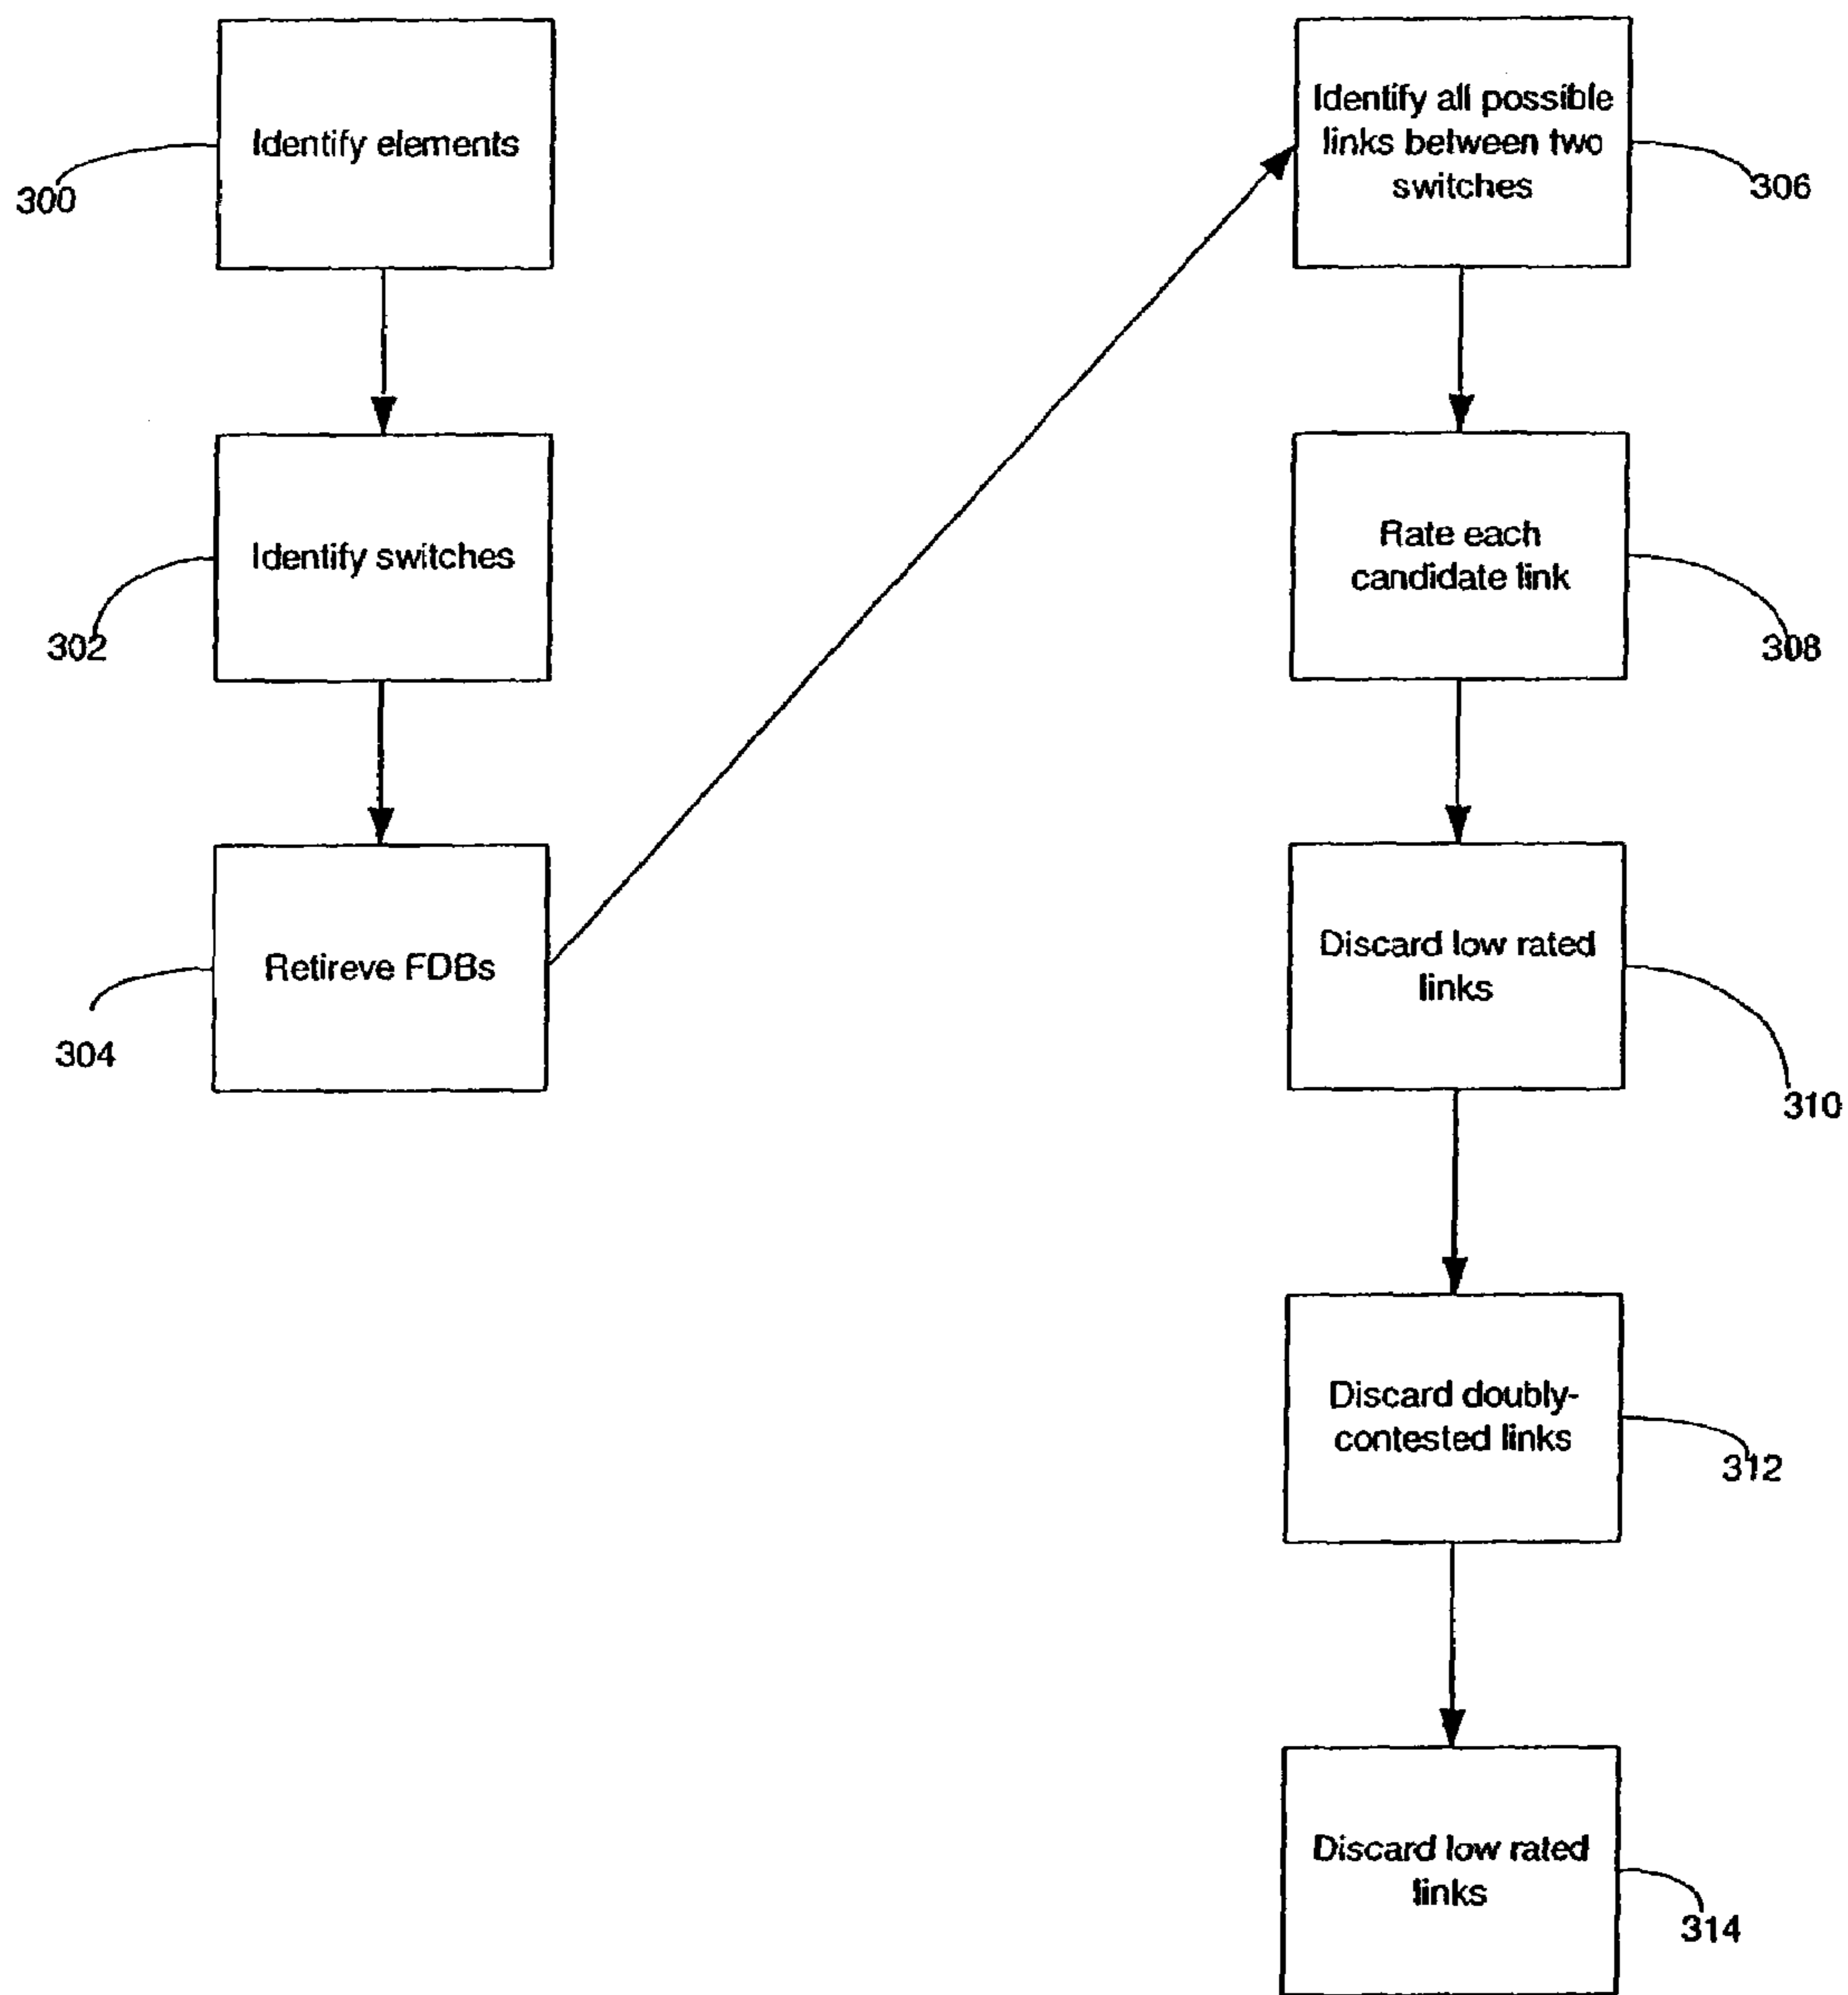 Identify elements
300
Identify switches
302
Retireve FDBs
304
Identify all possible
links between two
switches
306
Rate each
candidate link
308
Discard low rated
links
310
Discard doubly-
contested links
312
Discard low rated
links
314